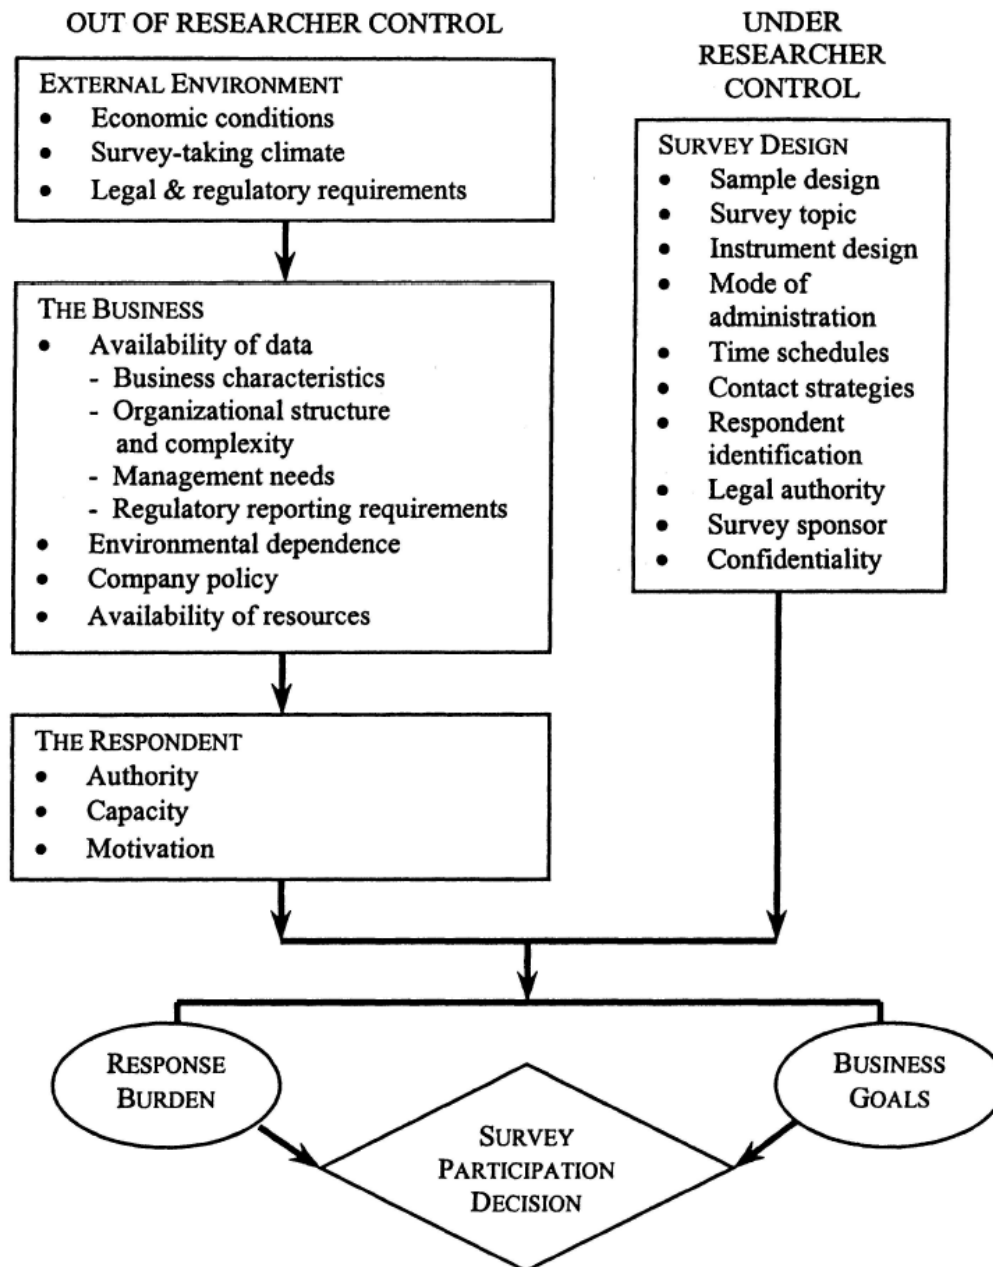 OUT OF RESEARCHER CONTROL
EXTERNAL ENVIRONMENT
• Economic conditions
• Survey-taking climate
• Legal & regulatory requirements
THE BUSINESS
• Availability of data
- Business characteristics
- Organizational structure
and complexity
- Management needs
- Regulatory reporting requirements
• Environmental dependence
• Company policy
• Availability of resources
THE RESPONDENT
• Authority
• Capacity
• Motivation
UNDER
RESEARCHER
CONTROL
SURVEY DESIGN
• Sample design
• Survey topic
• Instrument design
• Mode of
administration
• Time schedules
• Contact strategies
• Respondent
identification
• Legal authority
• Survey sponsor
• Confidentiality
RESPONSE
BURDEN
SURVEY
PARTICIPATION
DECISION
BUSINESS
GOALS